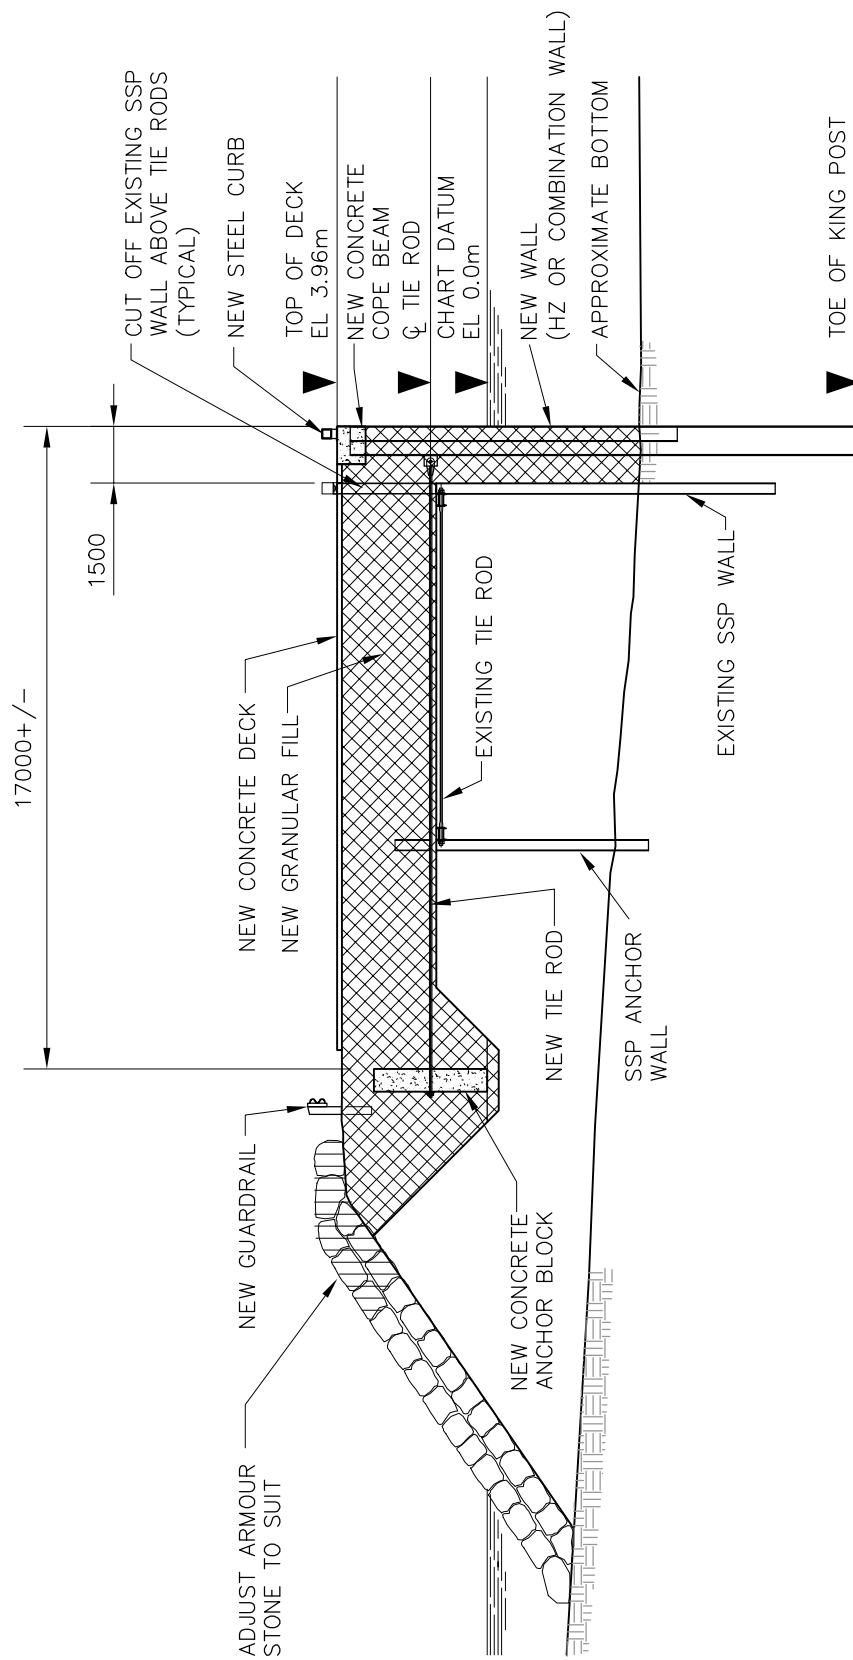 17000+/-
1500
CUT OFF EXISTING SSP
WALL ABOVE TIE RODS
(TYPICAL)
NEW STEEL CURB
TOP OF DECK
EL 3.96m
NEW CONCRETE
COPE BEAM
℄ TIE ROD
CHART DATUM
EL 0.0m
NEW WALL
(HZ OR COMBINATION WALL)
APPROXIMATE BOTTOM
TOE OF KING POST
ADJUST ARMOUR
STONE TO SUIT
NEW GUARDRAIL
NEW CONCRETE DECK
NEW GRANULAR FILL
NEW CONCRETE
ANCHOR BLOCK
NEW TIE ROD
SSP ANCHOR
WALL
EXISTING TIE ROD
EXISTING SSP WALL